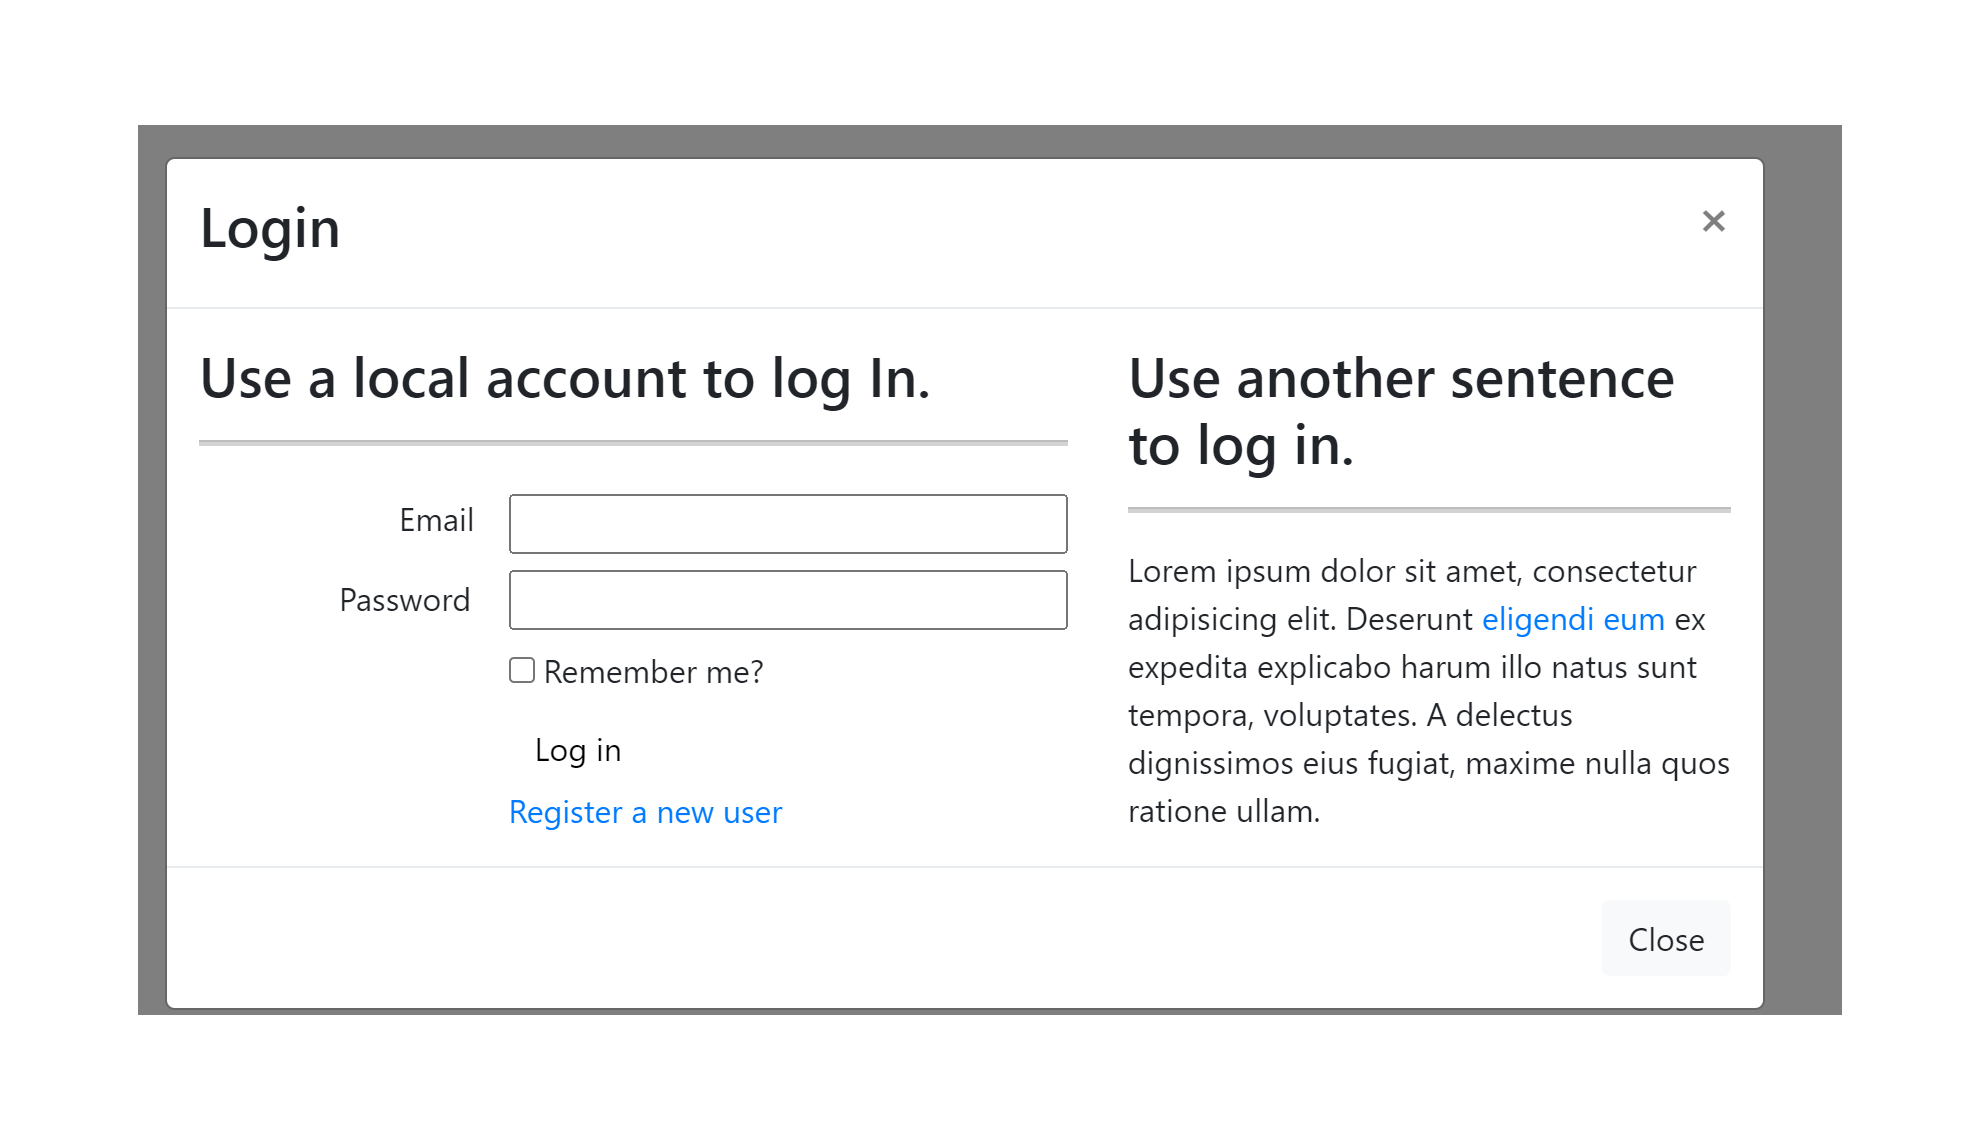 Login
×
Use a local account to log In.
Email
Password
Remember me?
Log in
Register a new user
Use another sentence
to log in.
Lorem ipsum dolor sit amet, consectetur
adipisicing elit. Deserunt eligendi eum ex
expedita explicabo harum illo natus sunt
tempora, voluptates. A delectus
dignissimos eius fugiat, maxime nulla quos
ratione ullam.
Close